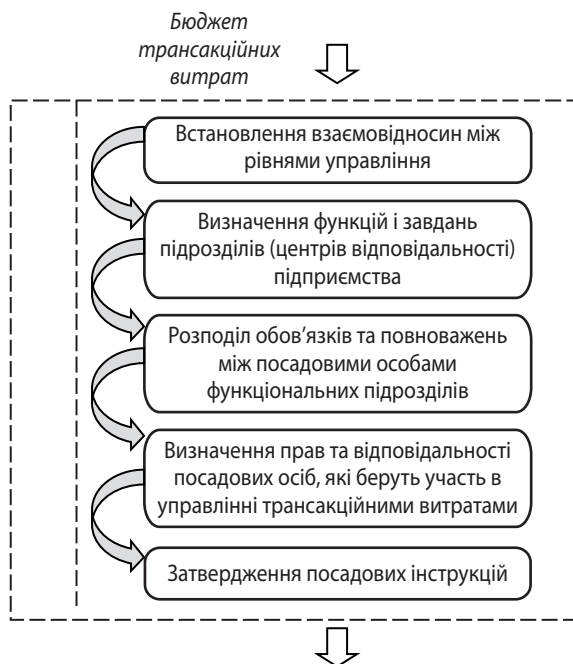 Бюджет
трансакційних
витрат
Встановлення взаємовідносин між
рівнями управління
Визначення функцій і завдань
підрозділів (центрів відповідальності)
підприємства
Розподіл обов’язків та повноважень
між посадовими особами
функціональних підрозділів
Визначення прав та відповідальності
посадових осіб, які беруть участь в
управлінні трансакційними витратами
Затвердження посадових інструкцій